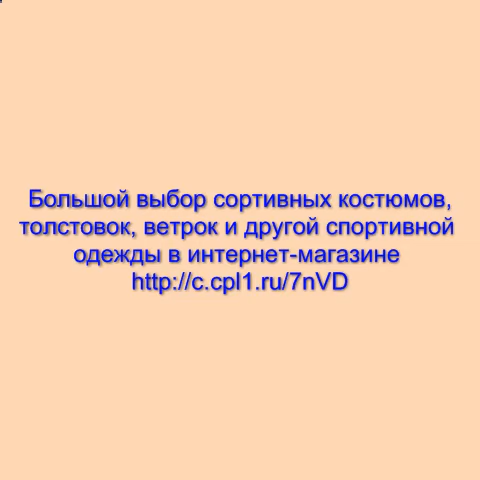 Большой выбор сортивных костюмов,
толстовок, ветрок и другой спортивной
одежды в интернет-магазине
http://c.cpl1.ru/7nVD